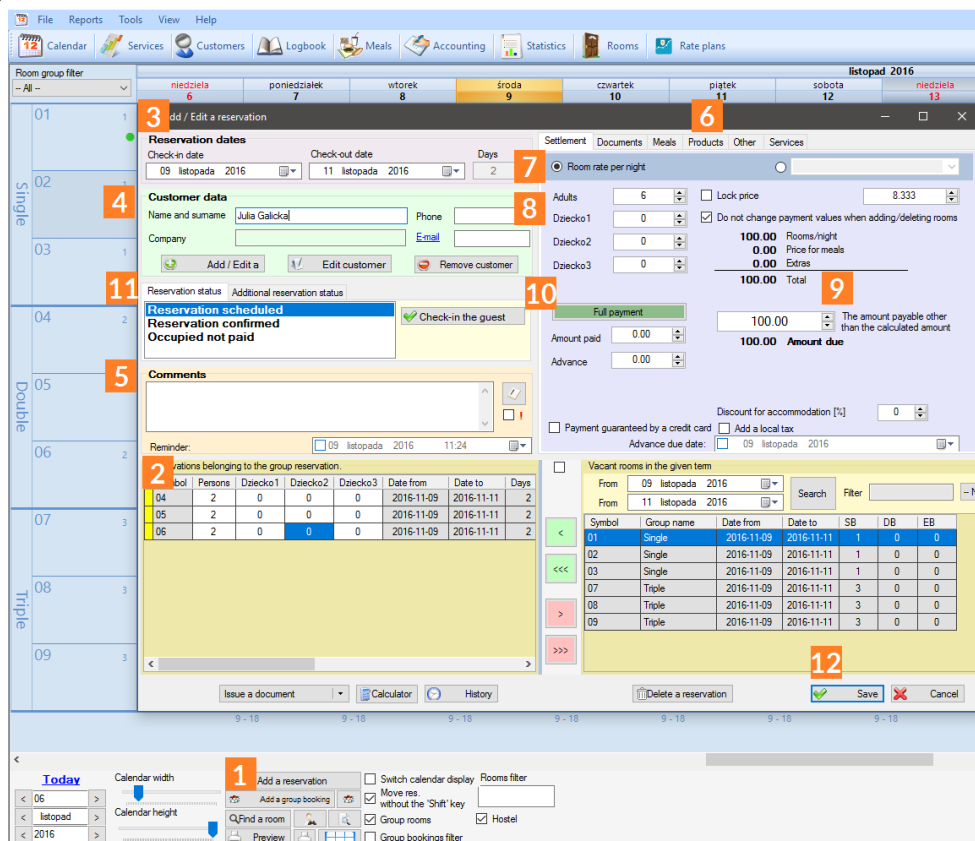 File Reports Tools View Help
12 Calendar Services Customers Logbook Meals Accounting Statistics Rooms Rate plans
Room group filter
-- All --
listopad 2016
niedziela poniedziałek wtorek środa czwartek piątek sobota niedziela
6 7 8 9 10 11 12 13
Single
01 1
02
03 1
Double
04 2
05
06 2
Triple
07 3
08 3
09 3
3 dd / Edit a reservation 6
Reservation dates
Check-in date Check-out date Days
09 listopada 2016 11 listopada 2016 2
4 Customer data
Name and surname Julia Galicka Phone
Company E-mail
Add / Edit a Edit customer Remove customer
11 Reservation status Additional reservation status
Reservation scheduled
Reservation confirmed
Occupied not paid
Check-in the guest
5 Comments
!
Reminder: 09 listopada 2016 11:24
Settlement Documents Meals Products Other Services
7 Room rate per night
8 Adults 6 Lock price 8.333
Dziecko1 0 Do not change payment values when adding/deleting rooms
Dziecko2 0
Dziecko3 0
100.00 Rooms/night
0.00 Price for meals
0.00 Extras
100.00 Total
9
10 Full payment
Amount paid 0.00
Advance 0.00
100.00 The amount payable other
than the calculated amount
100.00 Amount due
Discount for accommodation [%] 0
Payment guaranteed by a credit card Add a local tax
Advance due date: 09 listopada 2016
2 vations belonging to the group reservation.
bol Persons Dziecko1 Dziecko2 Dziecko3 Date from Date to Days
04 2 0 0 0 2016-11-09 2016-11-11 2
05 2 0 0 0 2016-11-09 2016-11-11 2
06 2 0 0 0 2016-11-09 2016-11-11 2
<
<<<
>
>>>
Vacant rooms in the given term
From 09 listopada 2016
From 11 listopada 2016
Search Filter -- N
Symbol Group name Date from Date to SB DB EB
01 Single 2016-11-09 2016-11-11 1 0 0
02 Single 2016-11-09 2016-11-11 1 0 0
03 Single 2016-11-09 2016-11-11 1 0 0
07 Triple 2016-11-09 2016-11-11 3 0 0
08 Triple 2016-11-09 2016-11-11 3 0 0
09 Triple 2016-11-09 2016-11-11 3 0 0
12
Issue a document Calculator History Delete a reservation Save Cancel
9 - 18 9 - 18 9 - 18 9 - 18 9 - 18 9 - 18 9 - 18
Today
< 06 >
< listopad >
< 2016 >
Calendar width
Calendar height
1 Add a reservation
Add a group booking
Find a room
Preview
Switch calendar display
Move res.
without the 'Shift' key
Group rooms
Group bookings filter
Rooms filter
Hostel